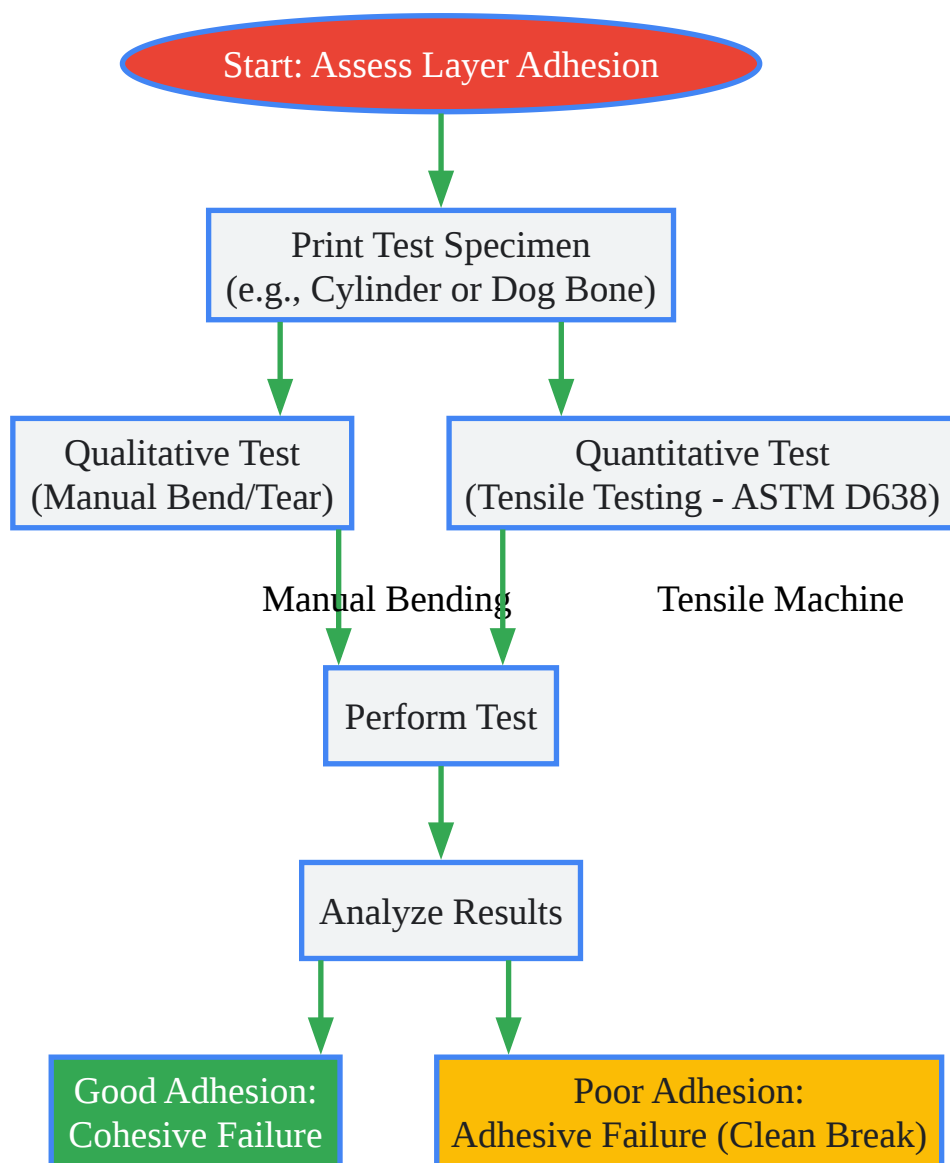 Start: Assess Layer Adhesion
Print Test Specimen
(e.g., Cylinder or Dog Bone)
Qualitative Test
(Manual Bend/Tear)
Quantitative Test
(Tensile Testing - ASTM D638)
Manual Bending
Tensile Machine
Perform Test
Analyze Results
Good Adhesion:
Cohesive Failure
Poor Adhesion:
Adhesive Failure (Clean Break)